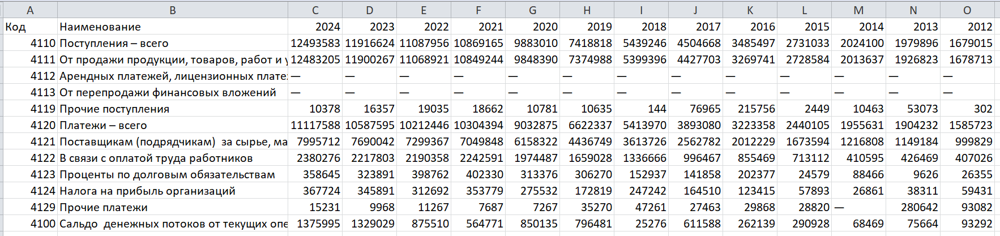 A B C D E F G H I J K L M N O
Код Наименование 2024 2023 2022 2021 2020 2019 2018 2017 2016 2015 2014 2013 2012
4110 Поступления – всего 12493583 11916624 11087956 10869165 9883010 7418818 5439246 4504668 3485497 2731033 2024100 1979896 1679015
4111 От продажи продукции, товаров, работ и у 12483205 11900267 11068921 10849244 9848390 7374988 5399396 4427703 3269741 2728584 2013637 1926823 1678713
4112 Арендных платежей, лицензионных плате — — — — — — — — — — — — —
4113 От перепродажи финансовых вложений — — — — — — — — — — — — —
4119 Прочие поступления 10378 16357 19035 18662 10781 10635 144 76965 215756 2449 10463 53073 302
4120 Платежи – всего 11117588 10587595 10212446 10304394 9032875 6622337 5413970 3893080 3223358 2440105 1955631 1904232 1585723
4121 Поставщикам (подрядчикам) за сырье, ма 7995712 7690042 7299367 7049848 6158322 4436749 3613726 2562782 2012229 1673594 1216808 1149184 999829
4122 В связи с оплатой труда работников 2380276 2217803 2190358 2242591 1974487 1659028 1336666 996467 855469 713112 410595 426469 407026
4123 Проценты по долговым обязательствам 358645 323891 398762 402330 313376 306270 152937 141858 202377 24579 88466 9626 26355
4124 Налога на прибыль организаций 367724 345891 312692 353779 275532 172819 247242 164510 123415 57893 26861 38311 59431
4129 Прочие платежи 15231 9968 11267 7687 7267 35270 47261 27463 29868 28820 — 280642 93082
4100 Сальдо денежных потоков от текущих опе 1375995 1329029 875510 564771 850135 796481 25276 611588 262139 290928 68469 75664 93292